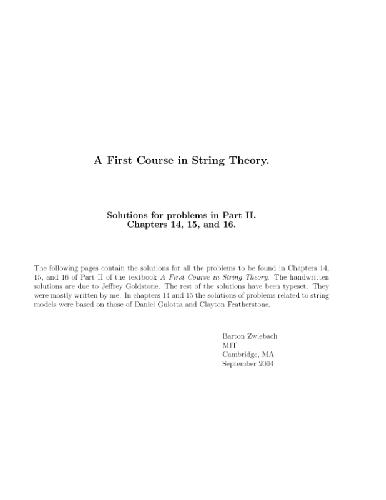 A First Course in String Theory.
Solutions for problems in Part II.
Chapters 14, 15, and 16.
The following pages contain the solutions for all the problems to be found in Chapters 14,
15, and 16 of Part II of the textbook A First Course in String Theory. The handwritten
solutions are due to Jeffrey Goldstone. The rest of the solutions have been typeset. They
were mostly written by me. In chapters 14 and 15 the solutions of problems related to string
models were based on those of Daniel Gulotta and Clayton Featherstone.
Barton Zwiebach
MIT
Cambridge, MA
September 2004